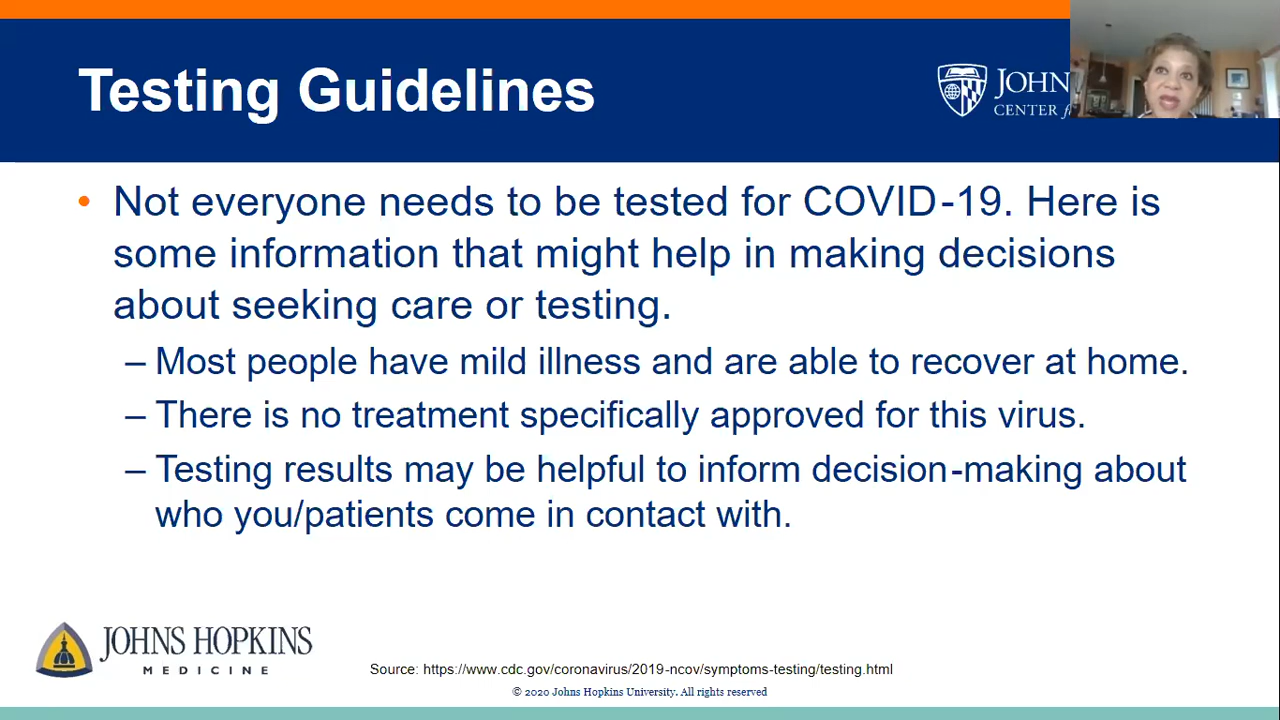 Testing Guidelines
JOHN
CENTER f
• Not everyone needs to be tested for COVID-19. Here is
some information that might help in making decisions
about seeking care or testing.
– Most people have mild illness and are able to recover at home.
– There is no treatment specifically approved for this virus.
– Testing results may be helpful to inform decision-making about
who you/patients come in contact with.
JOHNS HOPKINS
MEDICINE
Source: https://www.cdc.gov/coronavirus/2019-ncov/symptoms-testing/testing.html
© 2020 Johns Hopkins University. All rights reserved